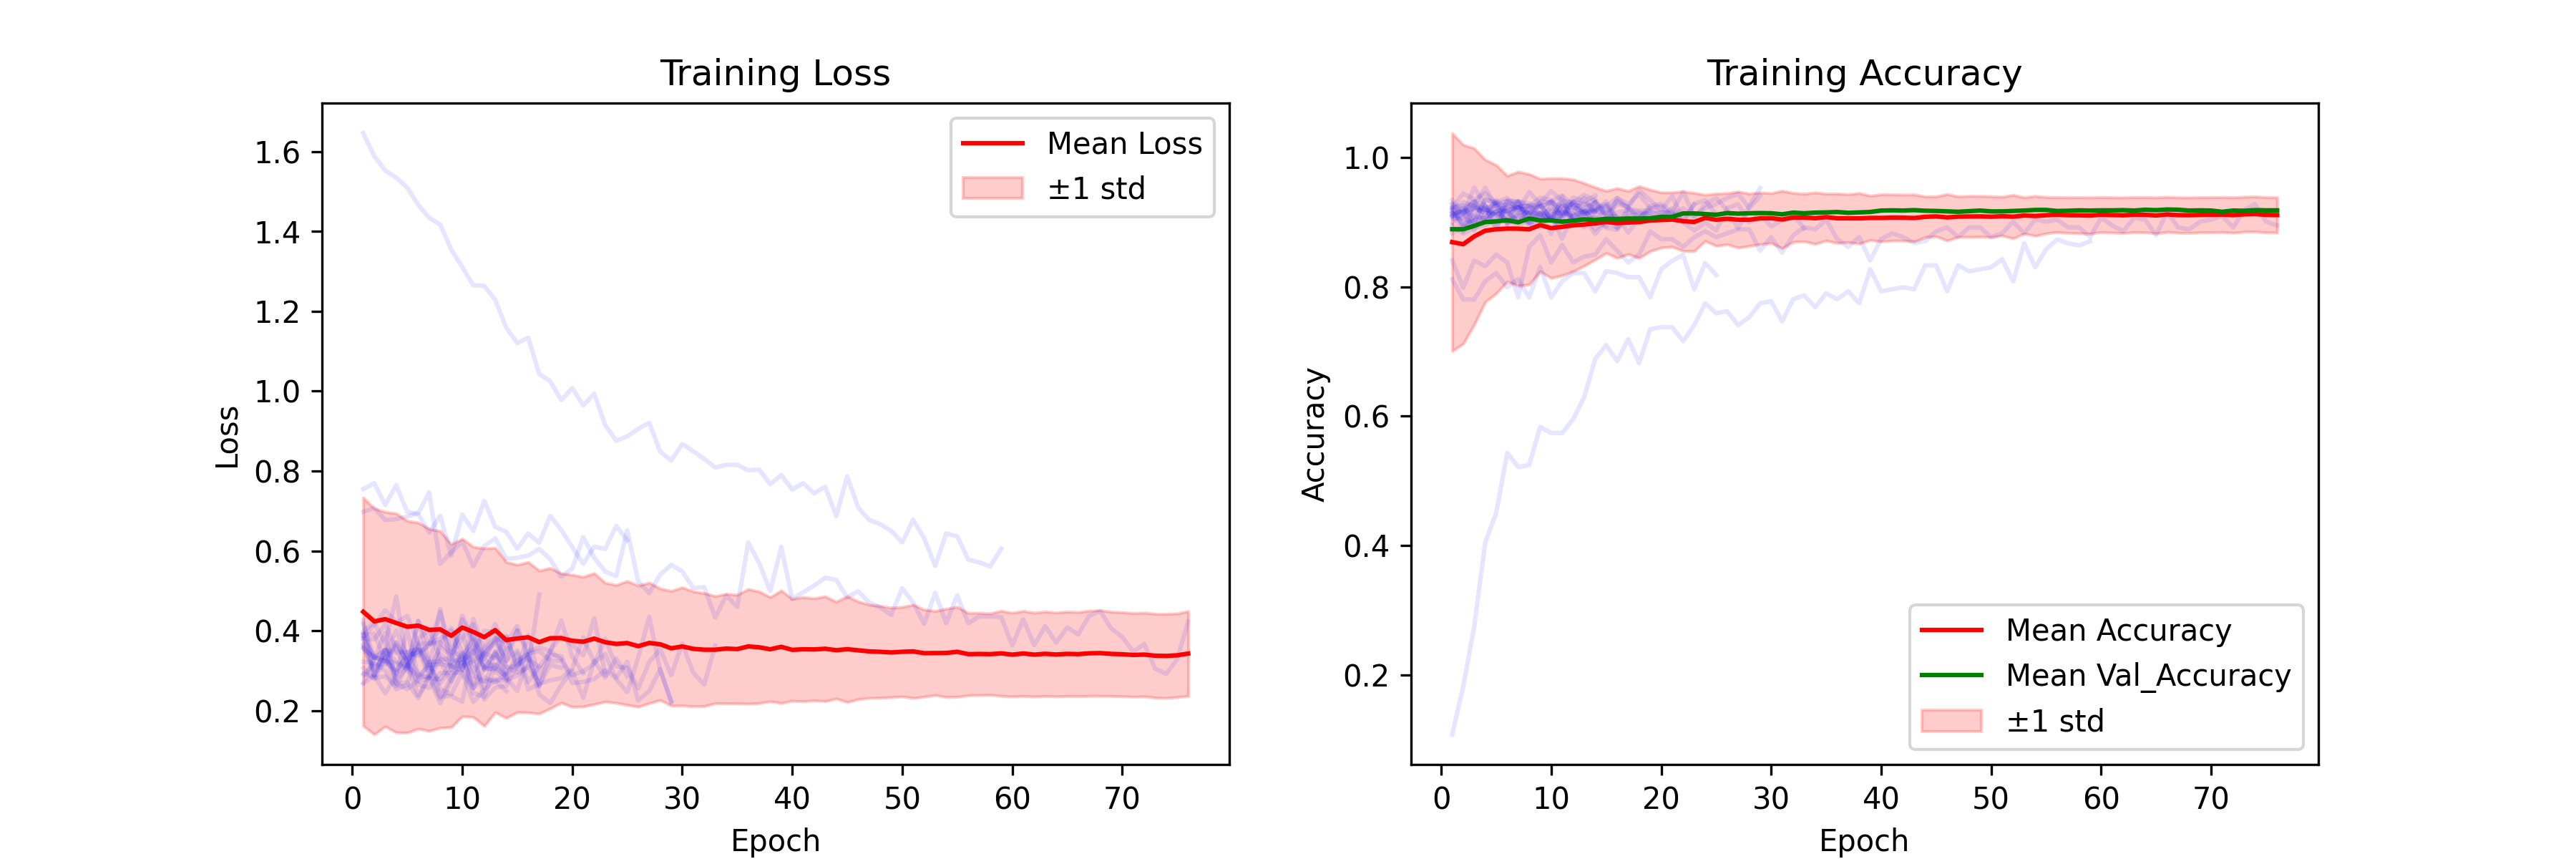 Training Loss
Loss
1.6
1.4
1.2
1.0
0.8
0.6
0.4
0.2
Mean Loss
±1 std
0 10 20 30 40 50 60 70
Epoch
Training Accuracy
Accuracy
1.0
0.8
0.6
0.4
0.2
Mean Accuracy
Mean Val_Accuracy
±1 std
0 10 20 30 40 50 60 70
Epoch